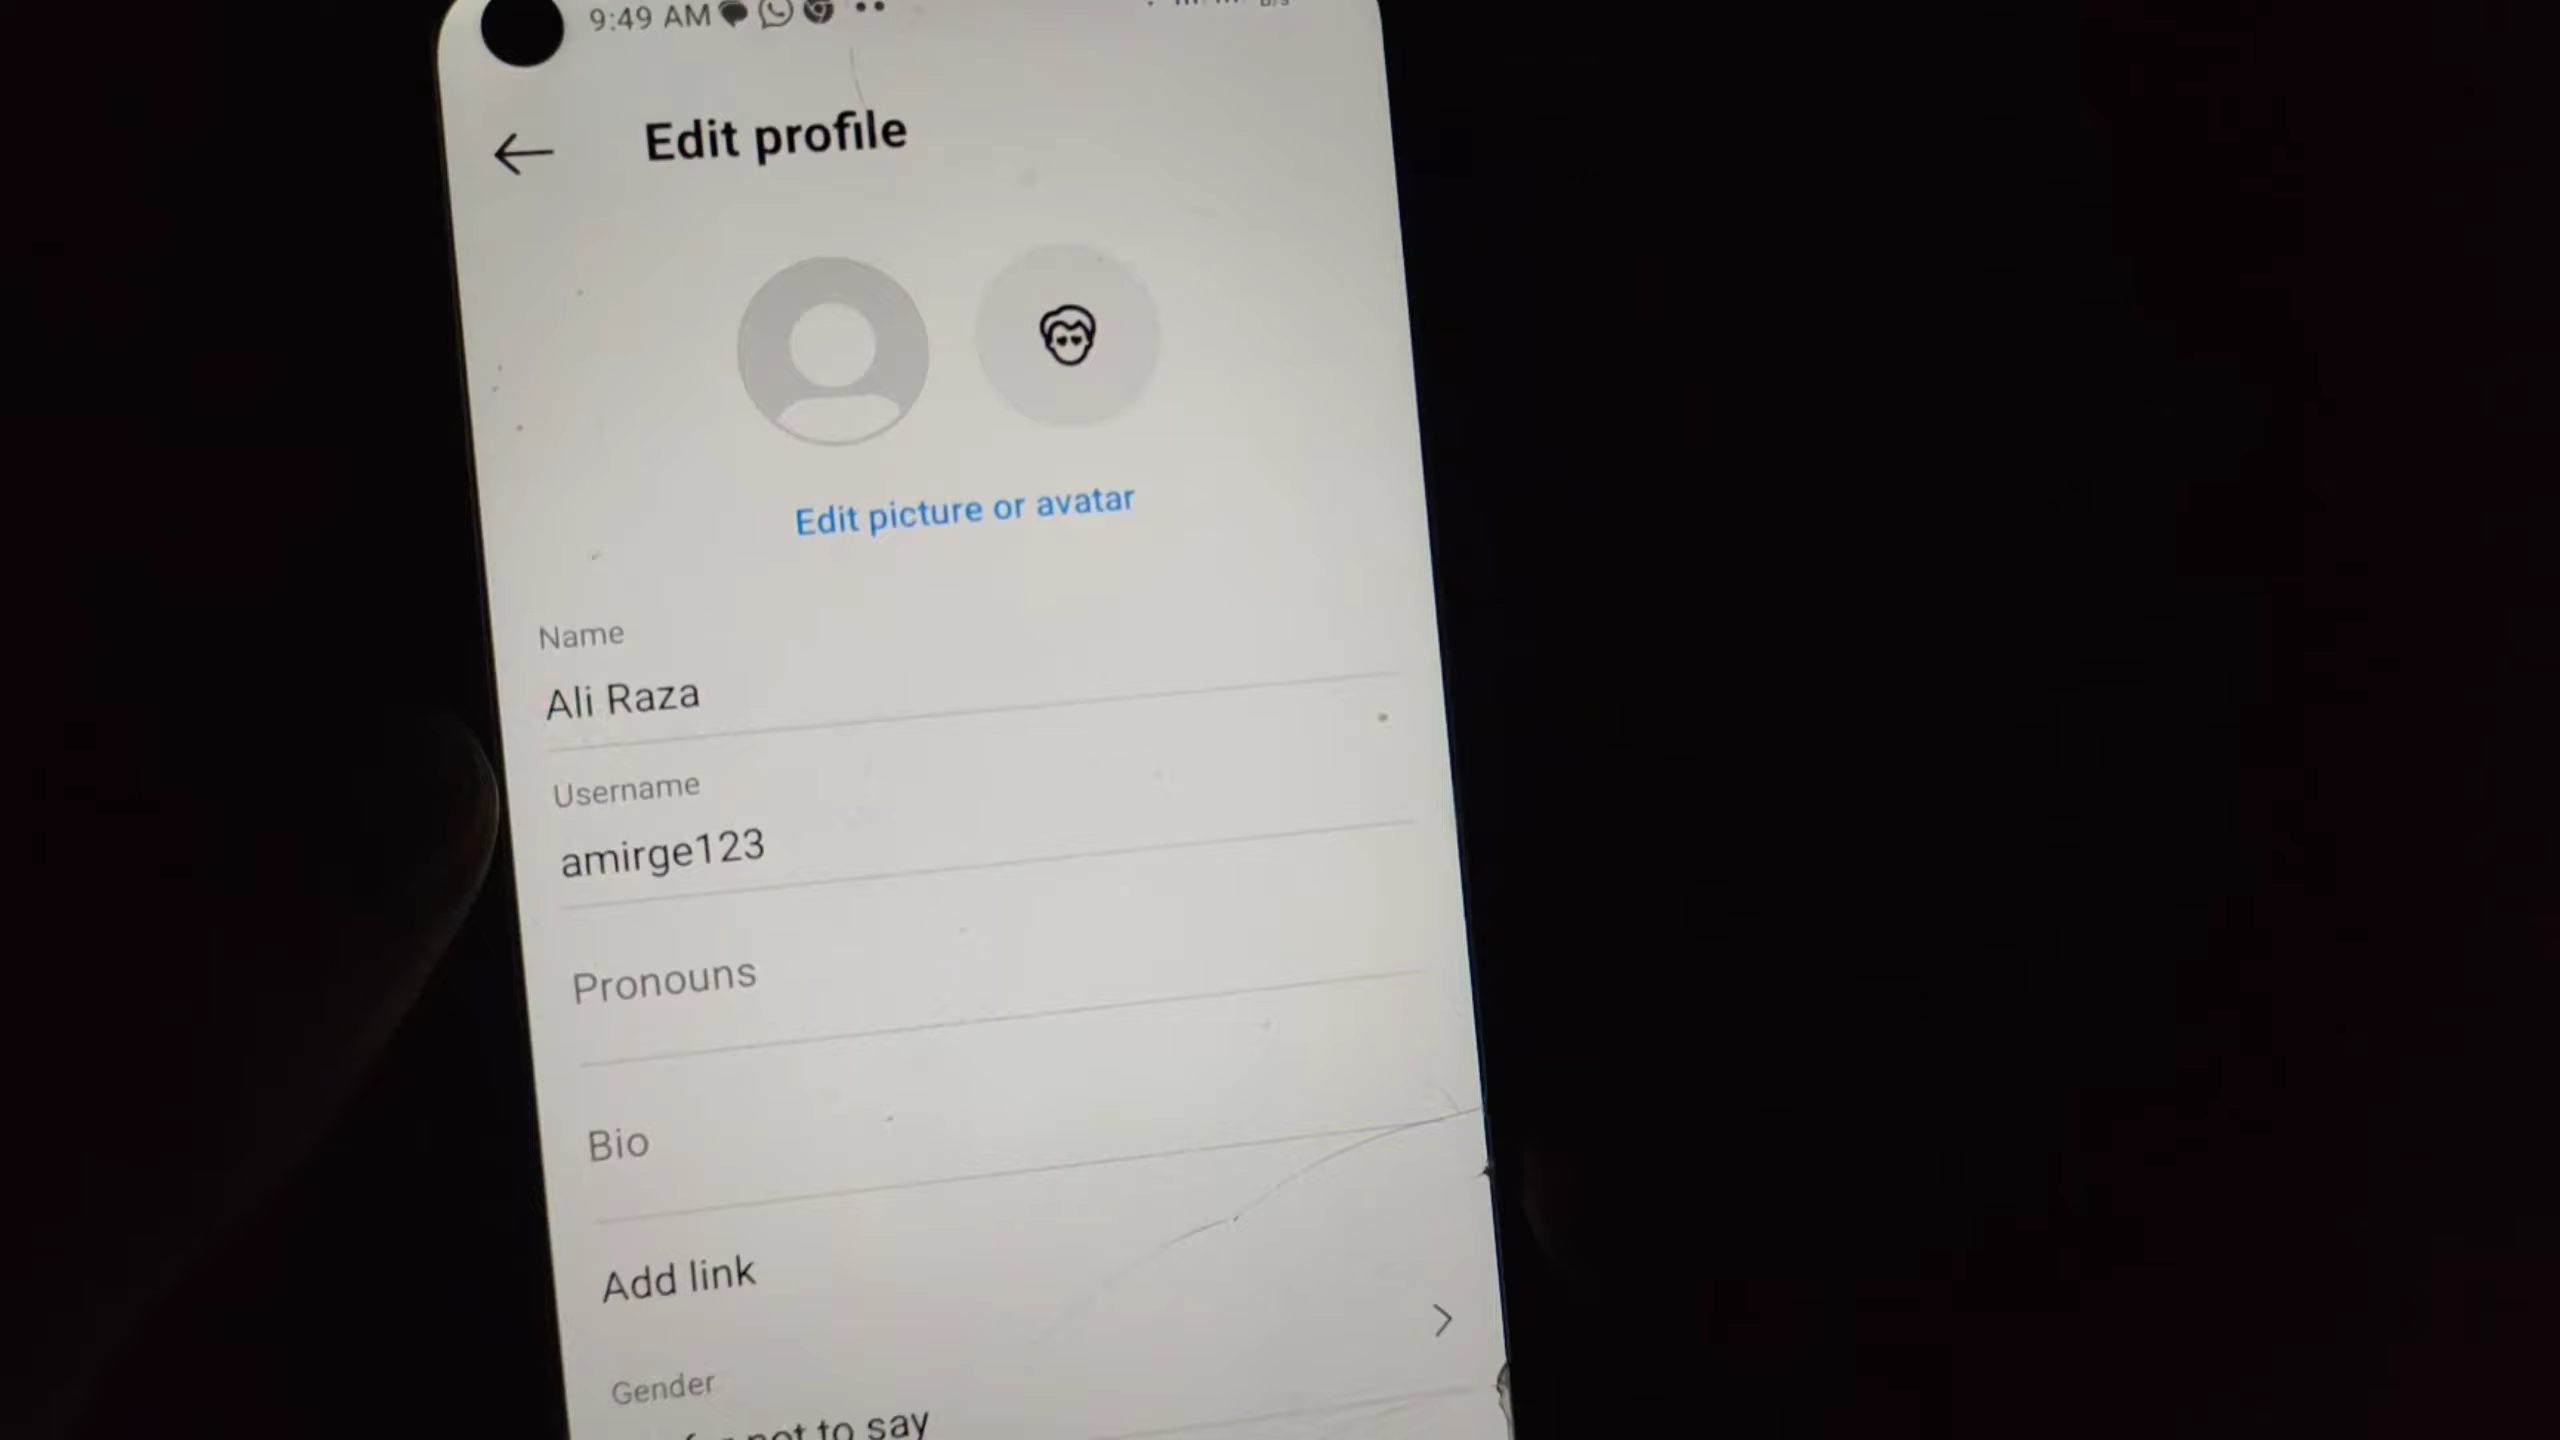 9:49 AM
Edit profile
Edit picture or avatar
Name
Ali Raza
Username
amirge123
Pronouns
Bio
Add link
Gender
not to say